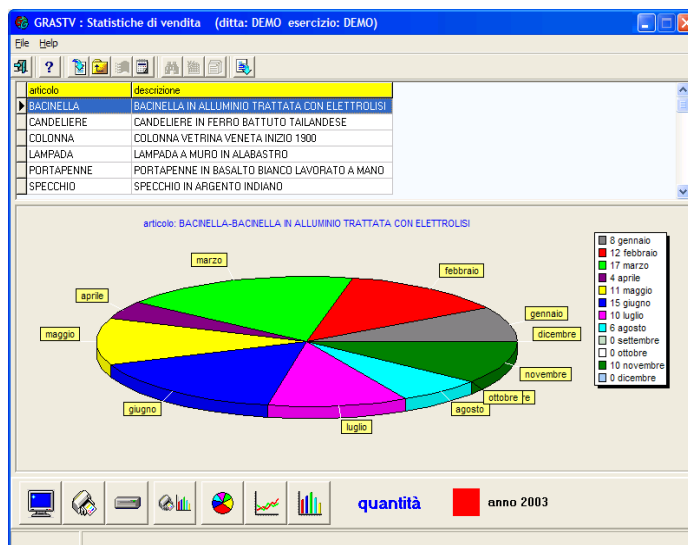 GRASTV : Statistiche di vendita (ditta: DEMO esercizio: DEMO)
File Help
articolo descrizione
BACINELLA BACINELLA IN ALLUMINIO TRATTATA CON ELETTROLISI
CANDELIERE CANDELIERE IN FERRO BATTUTO TAILANDESE
COLONNA COLONNA VETRINA VENETA INIZIO 1900
LAMPADA LAMPADA A MURO IN ALABASTRO
PORTAPENNE PORTAPENNE IN BASALTO BIANCO LAVORATO A MANO
SPECCHIO SPECCHIO IN ARGENTO INDIANO
articolo: BACINELLA-BACINELLA IN ALLUMINIO TRATTATA CON ELETTROLISI
marzo
febbraio
aprile
gennaio
maggio
dicembre
novembre
ottobre re
giugno
agosto
luglio
8 gennaio
12 febbraio
17 marzo
4 aprile
11 maggio
15 giugno
10 luglio
6 agosto
0 settembre
0 ottobre
10 novembre
0 dicembre
quantità anno 2003